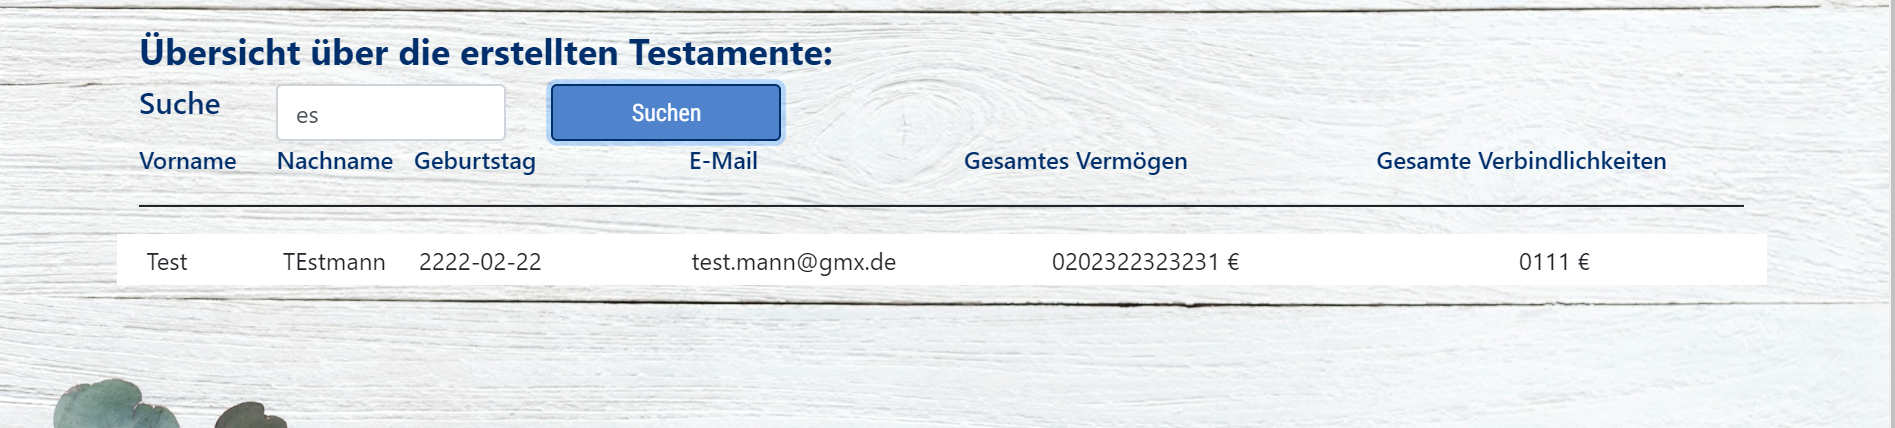 Übersicht über die erstellten Testamente:
Suche es Suchen
Vorname Nachname Geburtstag E-Mail Gesamtes Vermögen Gesamte Verbindlichkeiten
Test TEstmann 2222-02-22 test.mann@gmx.de 0202322323231 € 0111 €